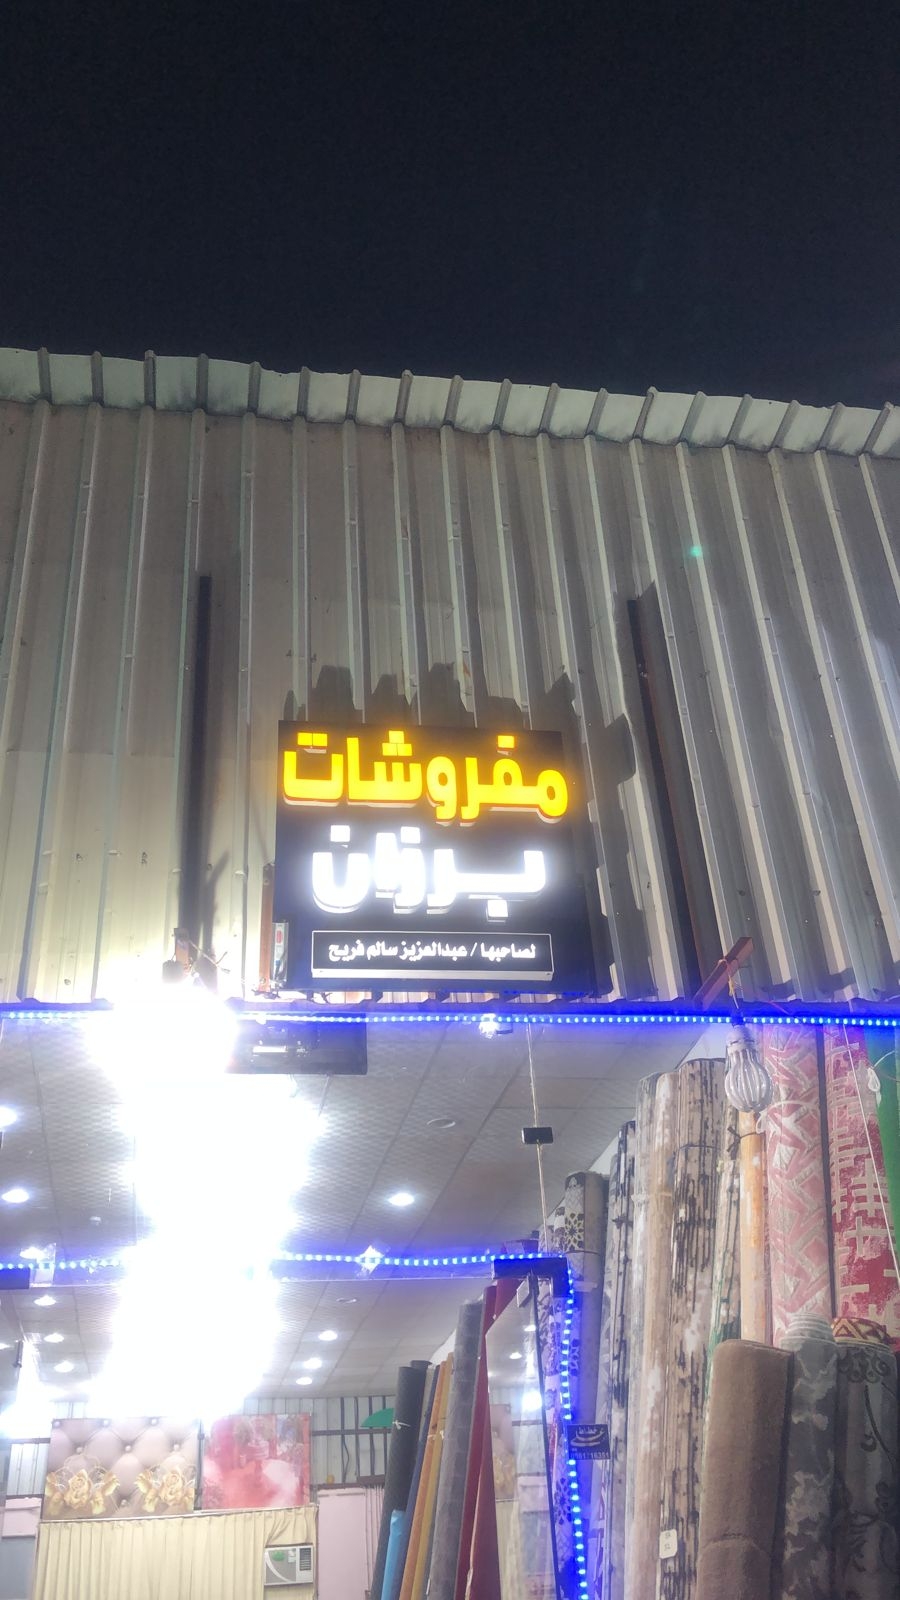 مفروشات
برزان
لصاحبها / عبدالعزيز سالم فريح